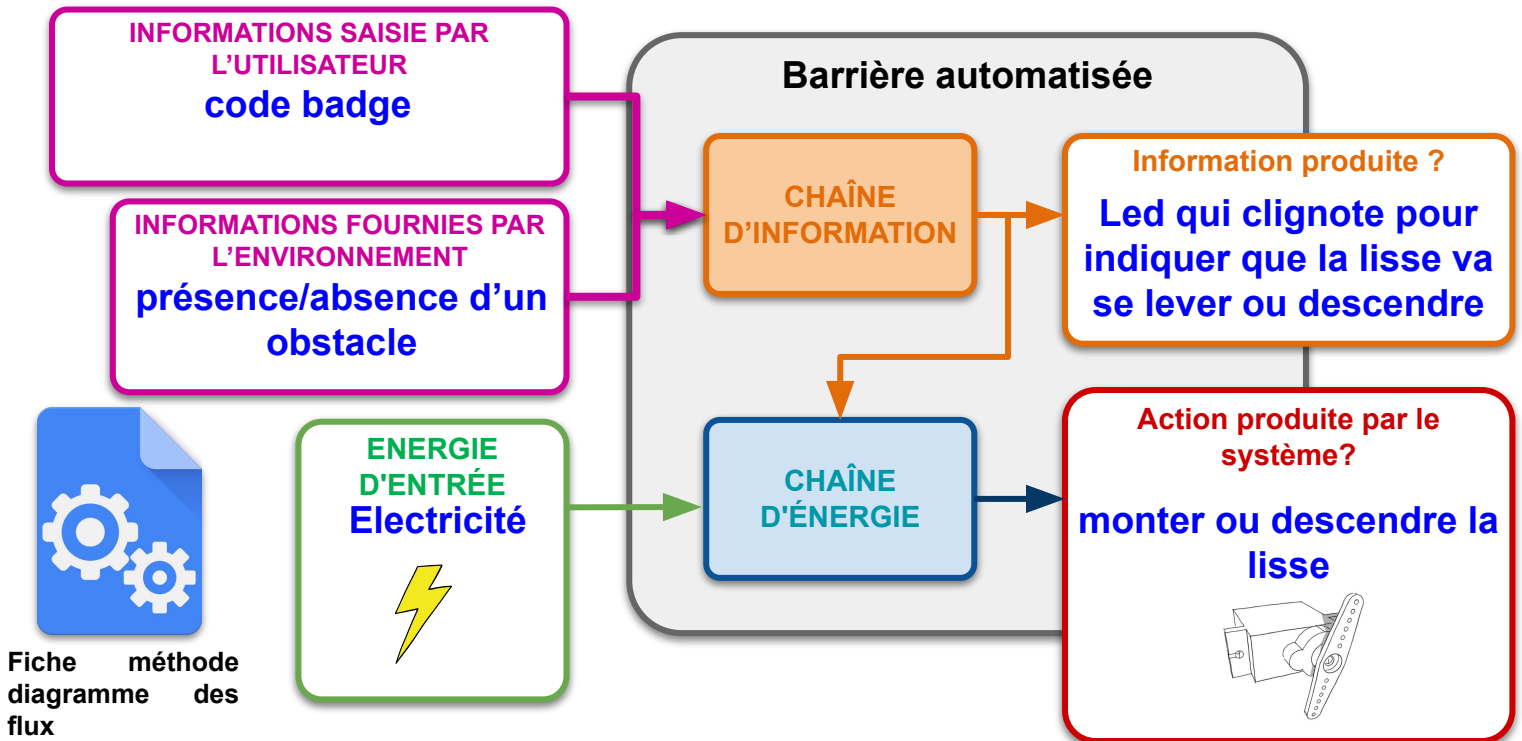 INFORMATIONS SAISIE PAR
L'UTILISATEUR
code badge
INFORMATIONS FOURNIES PAR
L'ENVIRONNEMENT
présence/absence d'un
obstacle
Barrière automatisée
CHAÎNE
D'INFORMATION
Information produite ?
Led qui clignote pour
indiquer que la lisse va
se lever ou descendre
ENERGIE
D'ENTRÉE
Electricité
CHAÎNE
D'ÉNERGIE
Action produite par le
système?
monter ou descendre la
lisse
Fiche méthode
diagramme des
flux